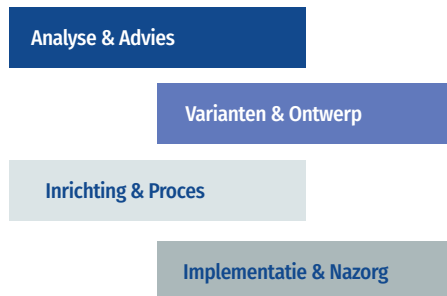 Analyse & Advies
Varianten & Ontwerp
Inrichting & Proces
Implementatie & Nazorg